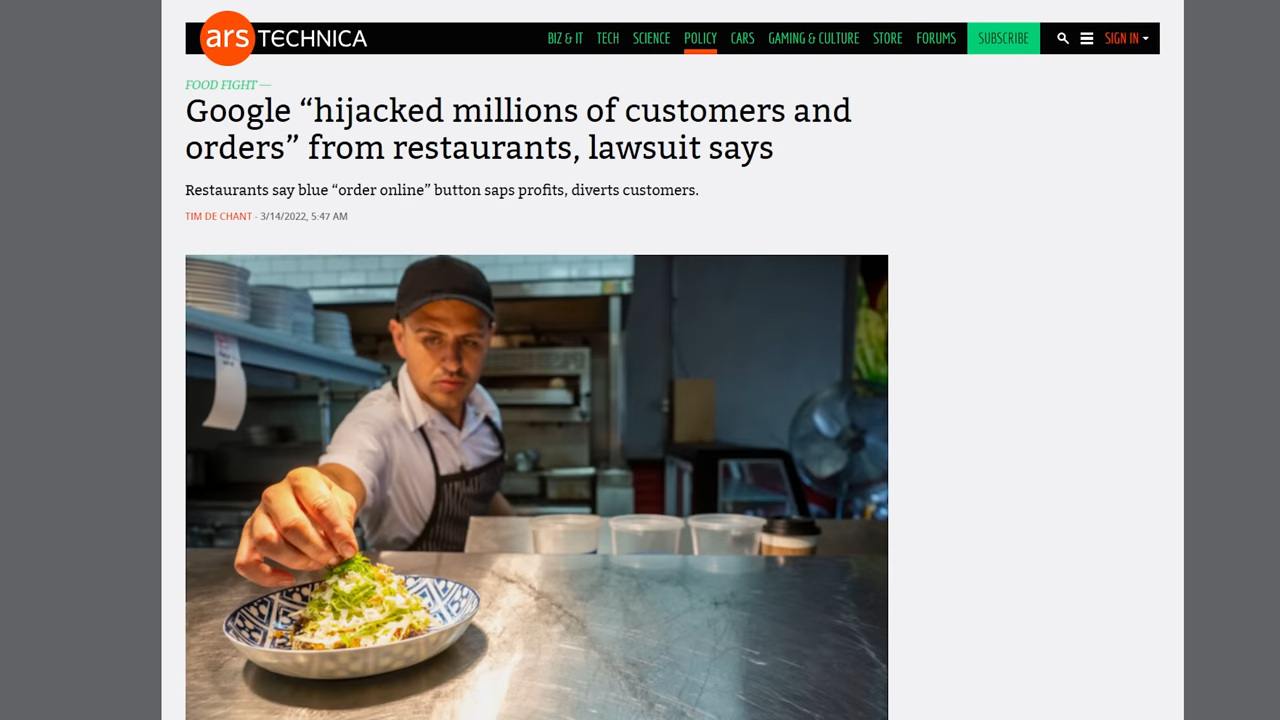 ars TECHNICA
BIZ & IT TECH SCIENCE POLICY CARS GAMING & CULTURE STORE FORUMS SUBSCRIBE SIGN IN
FOOD FIGHT —
Google “hijacked millions of customers and
orders” from restaurants, lawsuit says
Restaurants say blue “order online” button saps profits, diverts customers.
TIM DE CHANT - 3/14/2022, 5:47 AM